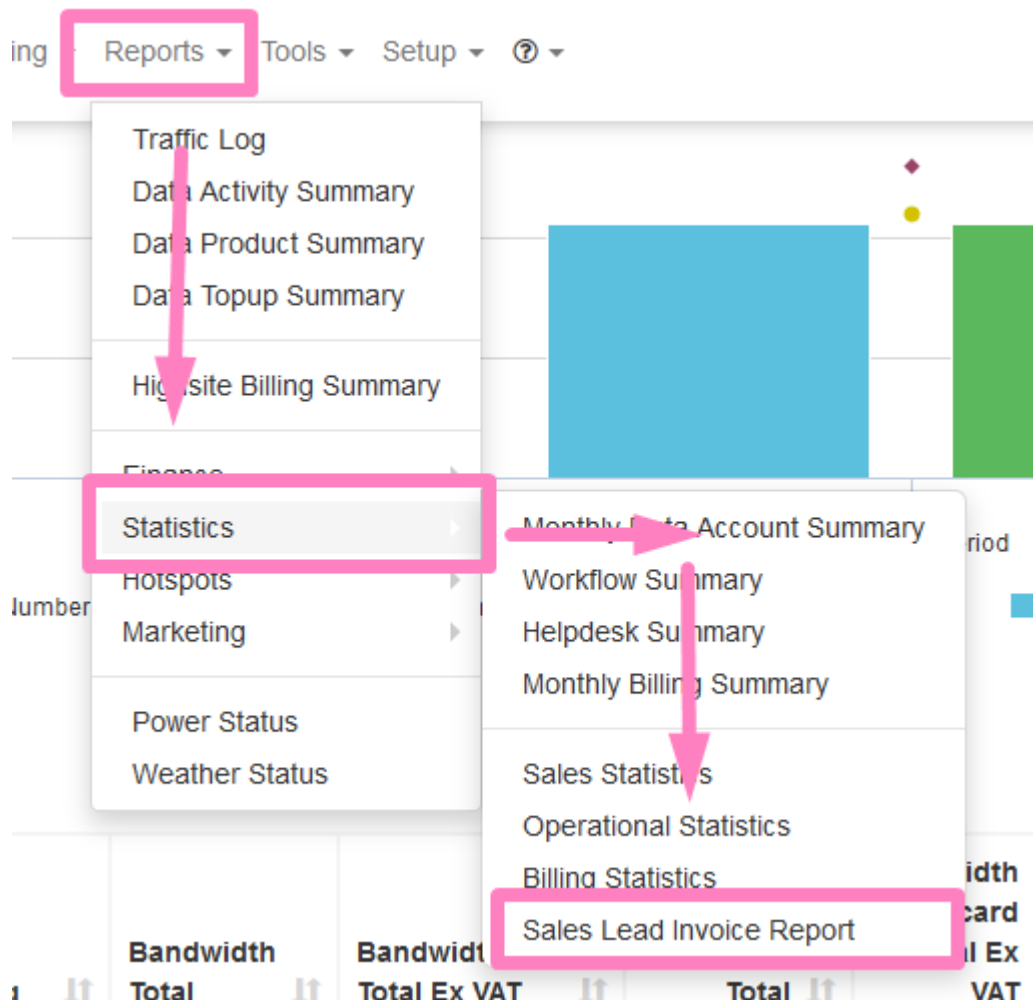 ing Reports Tools Setup ?
Traffic Log
Data Activity Summary
Data Product Summary
Data Topup Summary
Highsite Billing Summary
Finance
Statistics
Hotspots
Marketing
Power Status
Weather Status
Monthly Data Account Summary
Workflow Summary
Helpdesk Summary
Monthly Billing Summary
Sales Statistics
Operational Statistics
Billing Statistics
Sales Lead Invoice Report
riod
Number
Bandwidth
Total
Bandwidt
Total Ex VAT
Total
idth
card
l Ex
VAT